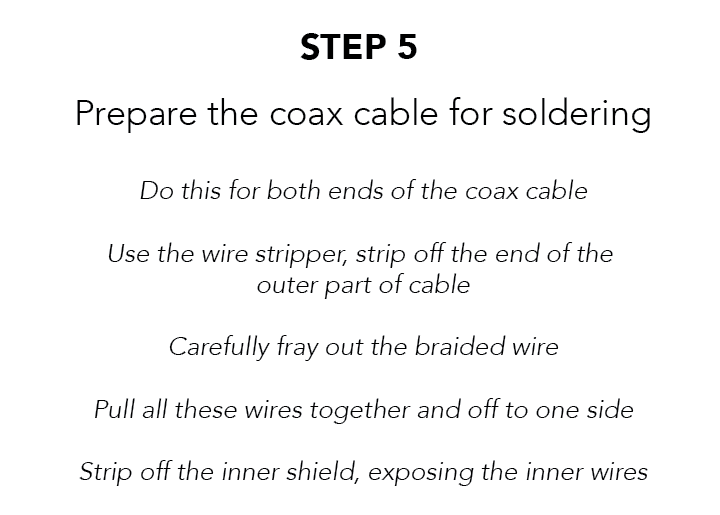 STEP 5
Prepare the coax cable for soldering
Do this for both ends of the coax cable
Use the wire stripper, strip off the end of the
outer part of cable
Carefully fray out the braided wire
Pull all these wires together and off to one side
Strip off the inner shield, exposing the inner wires